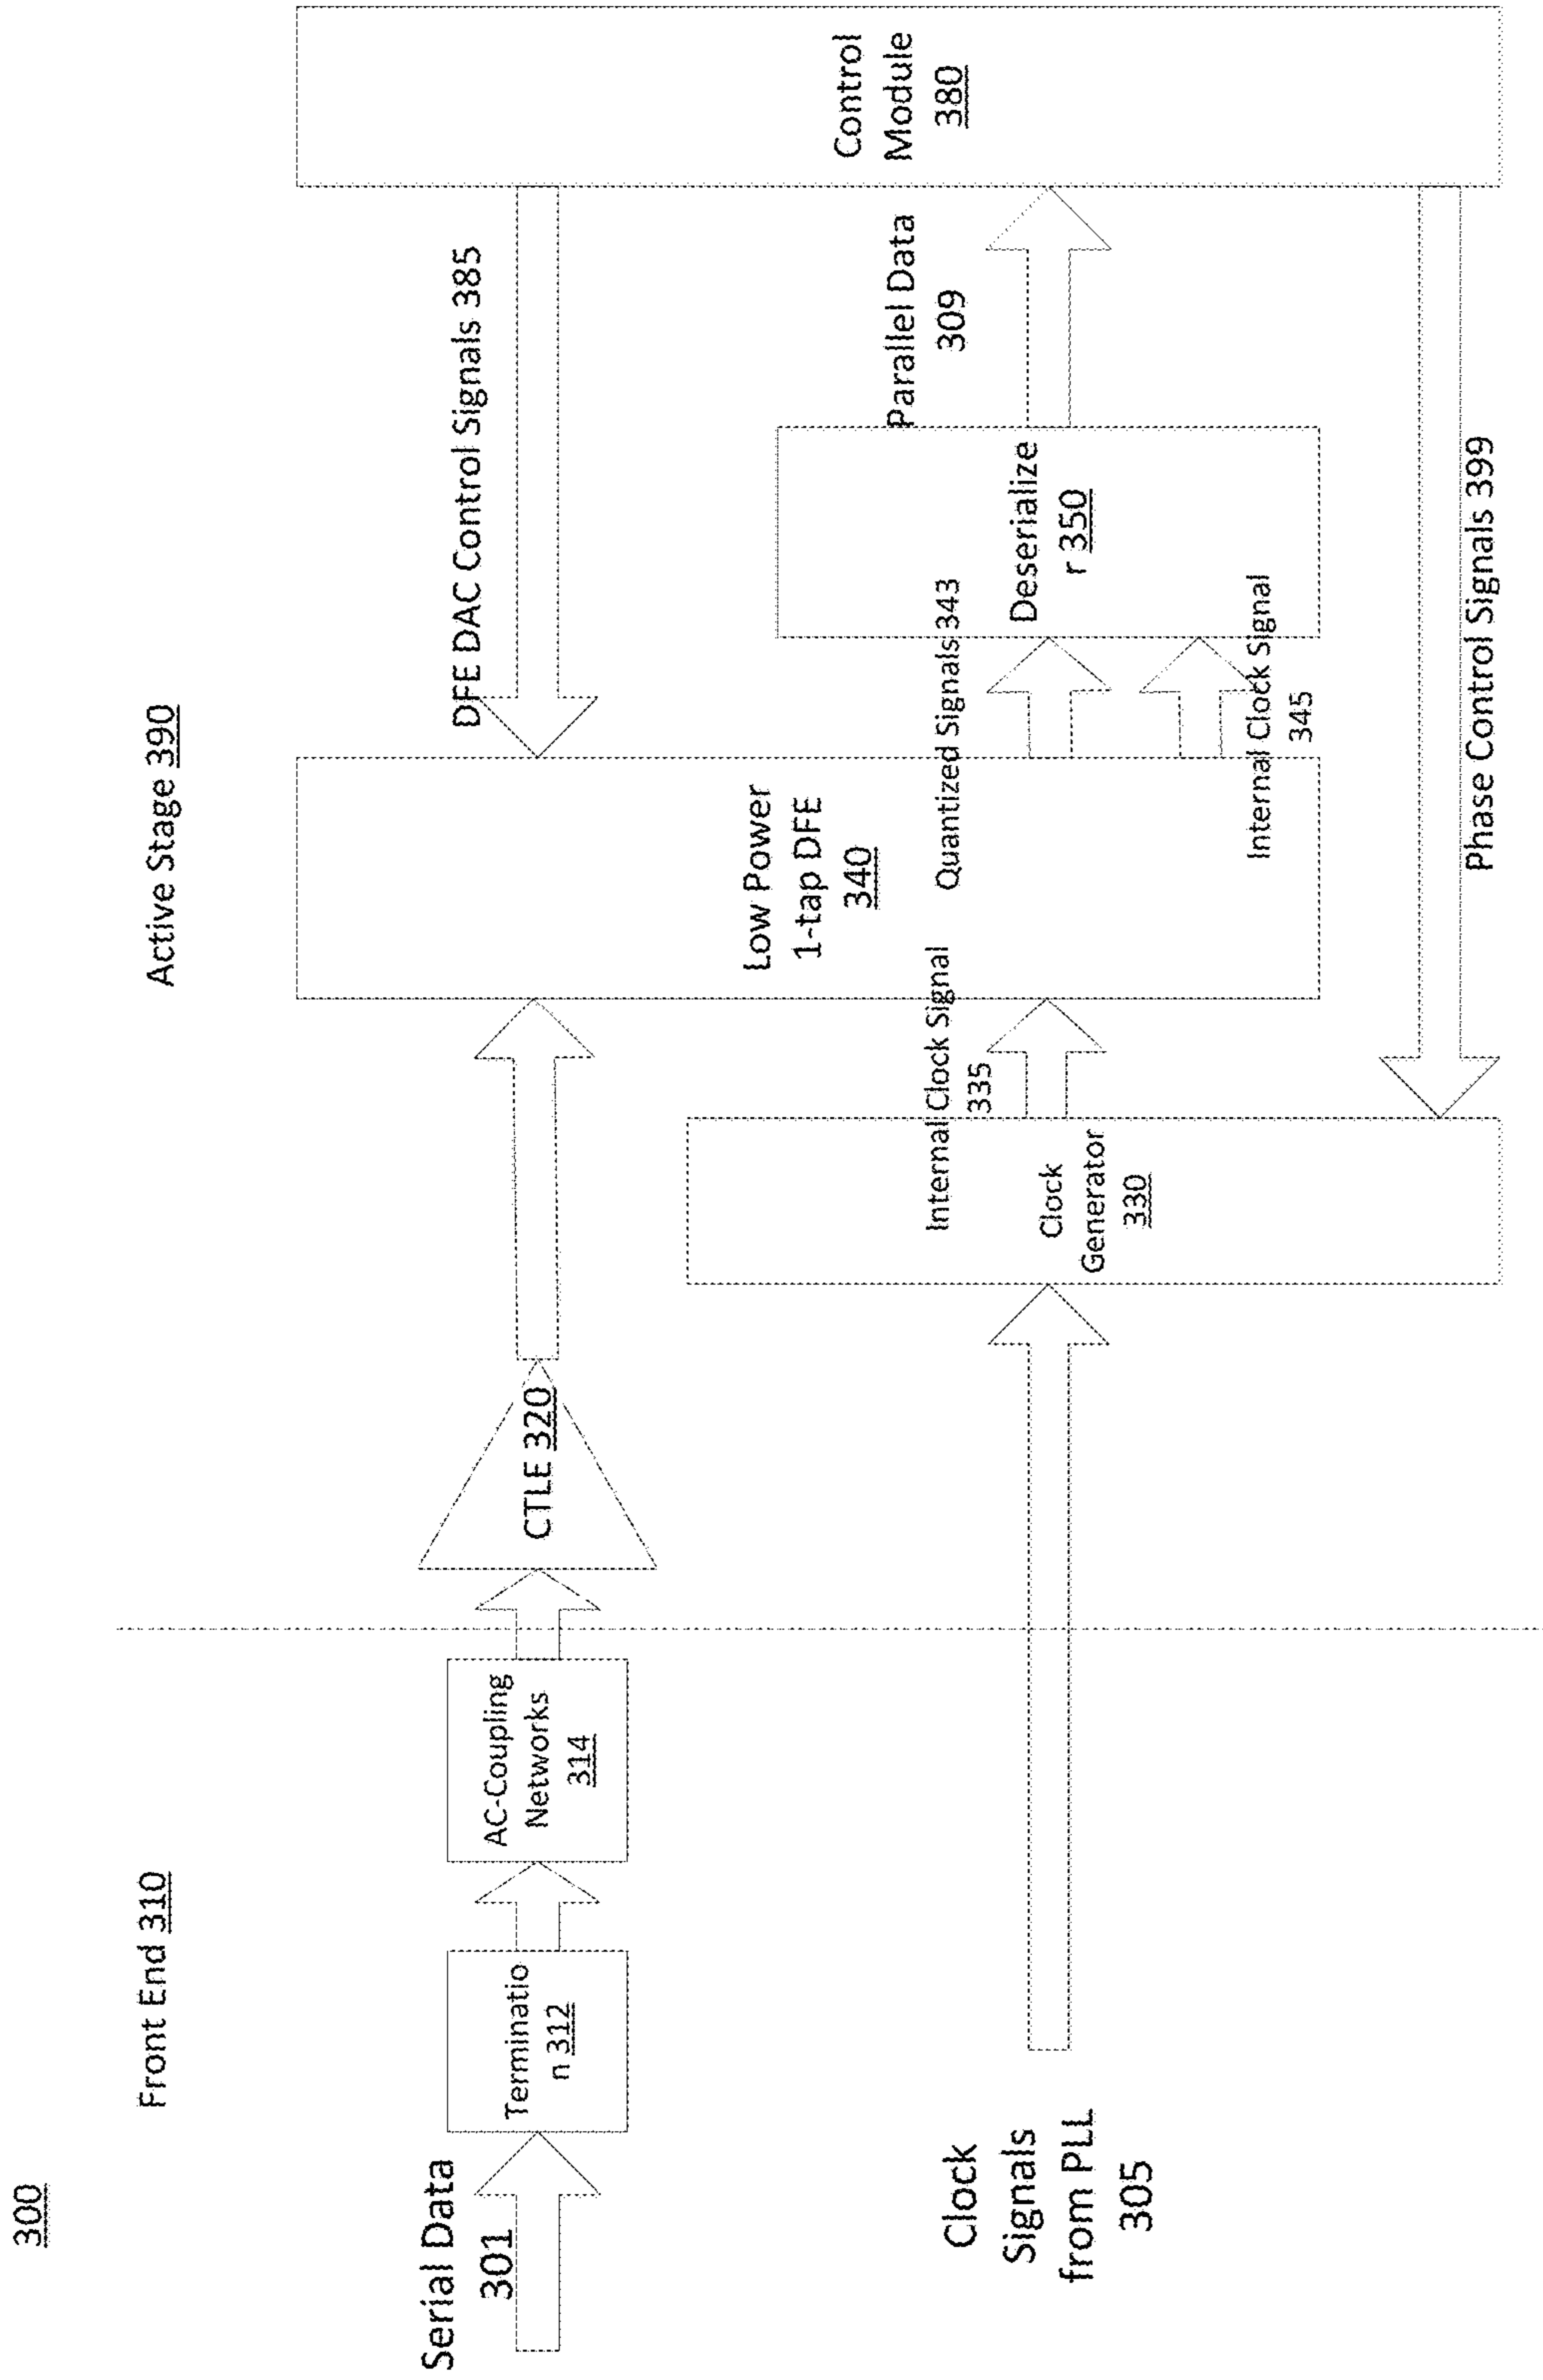 300
Front End 310
Active Stage 390
Serial Data
301
Terminatio
n 312
AC-Coupling
Networks
314
CTLE 320
DFE DAC Control Signals 385
Low Power
1-tap DFE
340
Control
Module
380
Parallel Data
309
Quantized Signals 343
Deserialize
r 350
Internal Clock Signal
345
Internal Clock Signal
335
Clock
Generator
330
Clock
Signals
from PLL
305
Phase Control Signals 399